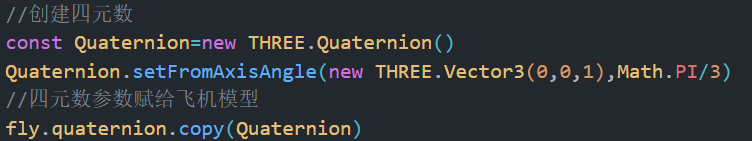 //创建四元数
const Quaternion=new THREE.Quaternion()
Quaternion.setFromAxisAngle(new THREE.Vector3(0,0,1),Math.PI/3)
//四元数参数赋给飞机模型
fly.quaternion.copy(Quaternion)